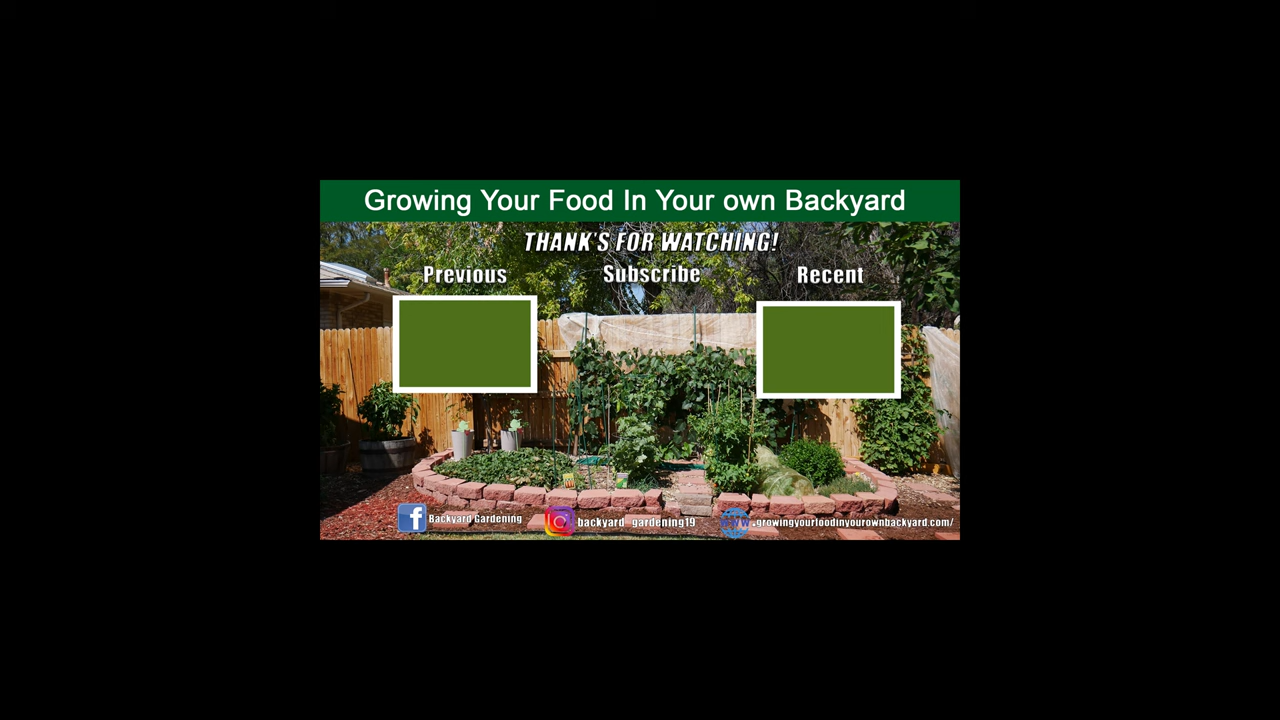 Growing Your Food In Your own Backyard
THANK'S FOR WATCHING!
Previous
Subscribe
Recent
Backyard Gardening
backyard_gardening19
www.growingyourfoodinyourownbackyard.com/